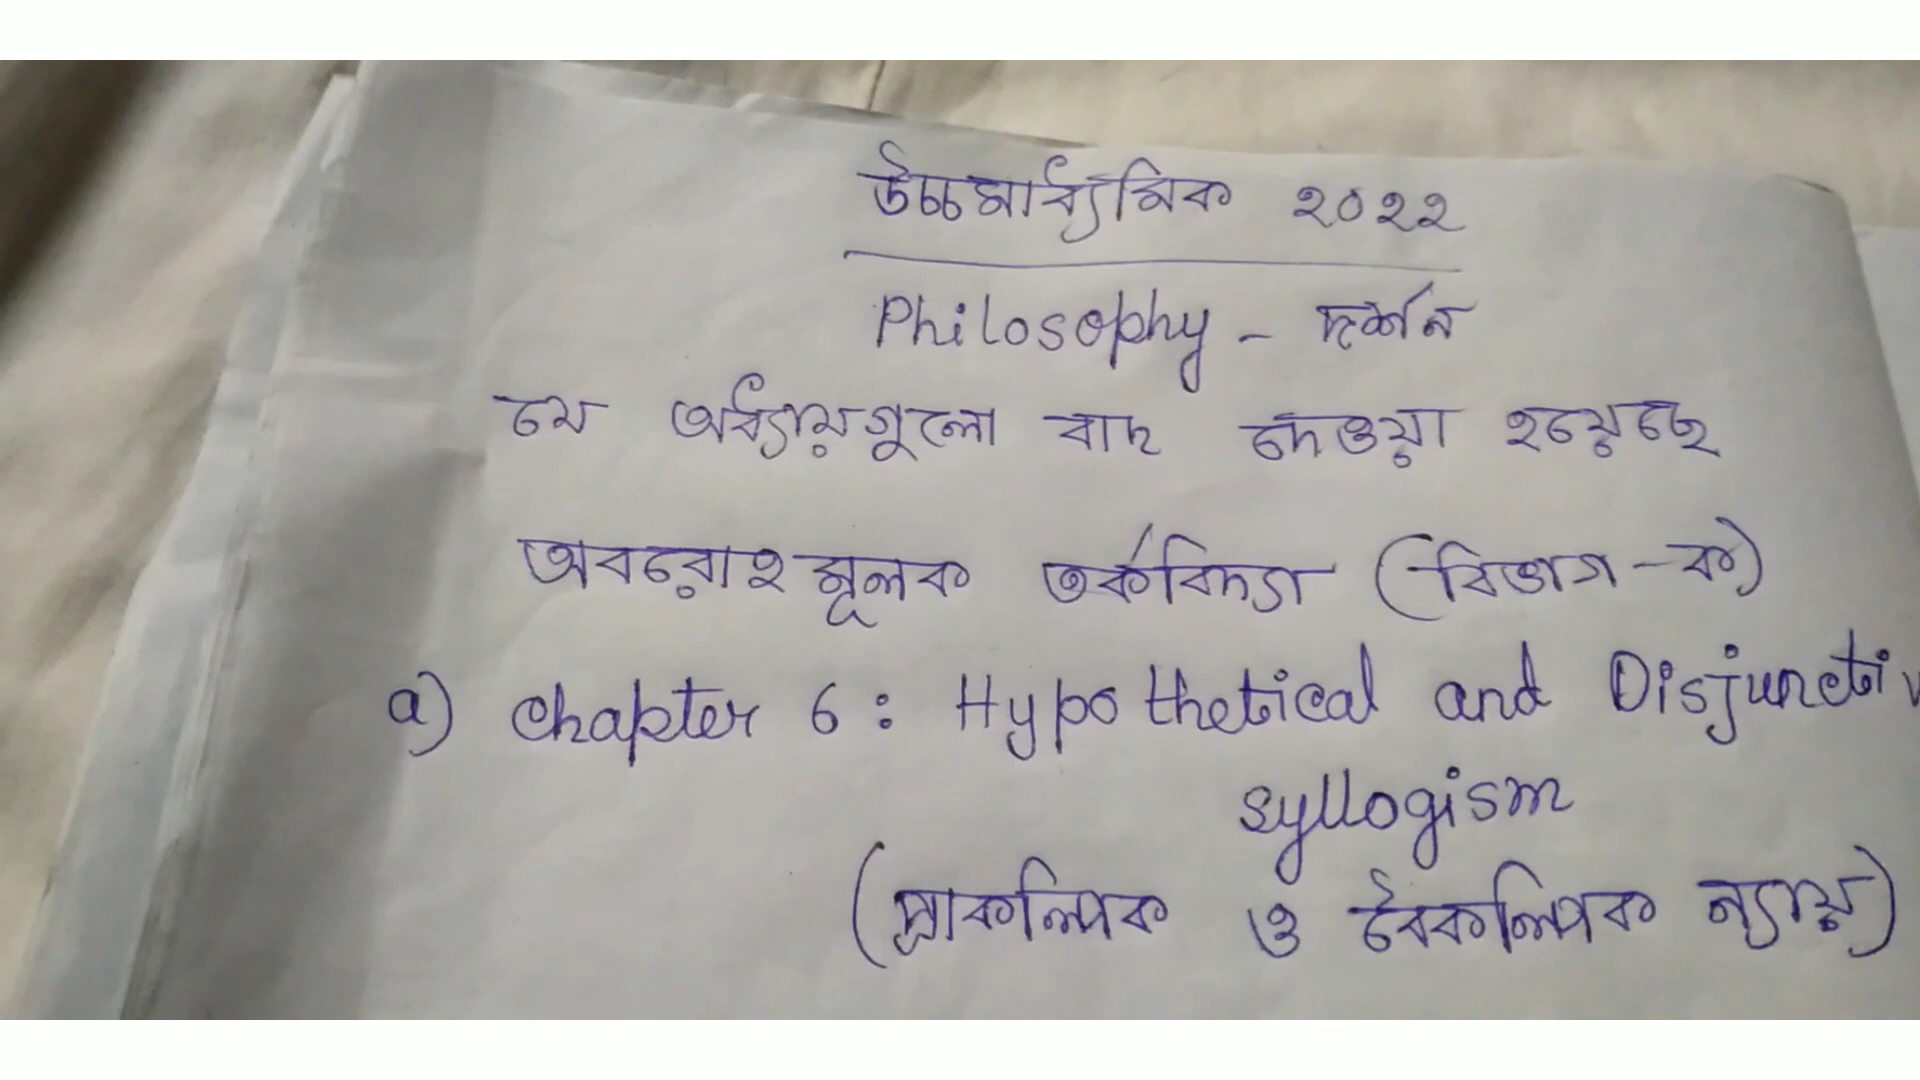 উচ্চমাধ্যমিক ২০২২
Philosophy - দর্শন
যে অধ্যায়গুলো বাদ দেওয়া হয়েছে
অবরোহমূলক তর্কবিদ্যা (বিভাগ-ক)
a) chapter 6: Hypothetical and Disjunctiv
syllogism
(প্রাকল্পিক ও বৈকল্পিক ন্যায়)